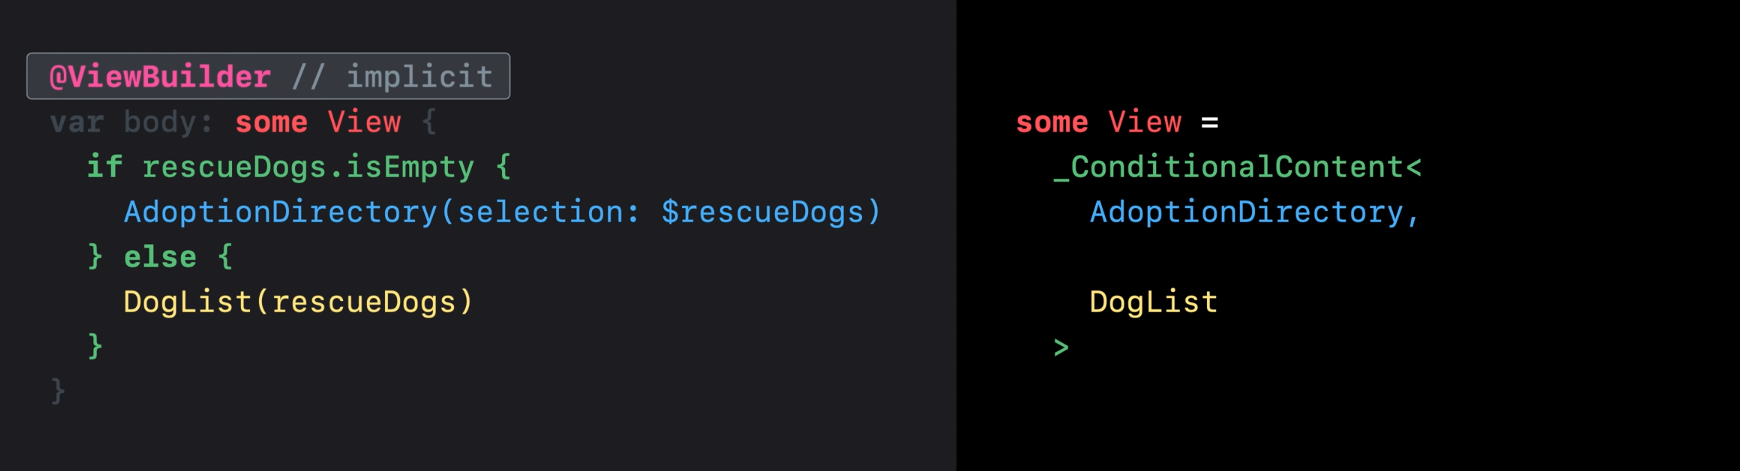 @ViewBuilder // implicit
var body: some View {
if rescueDogs.isEmpty {
AdoptionDirectory(selection: $rescueDogs)
} else {
DogList(rescueDogs)
}
}
some View =
_ConditionalContent<
AdoptionDirectory,
DogList
>